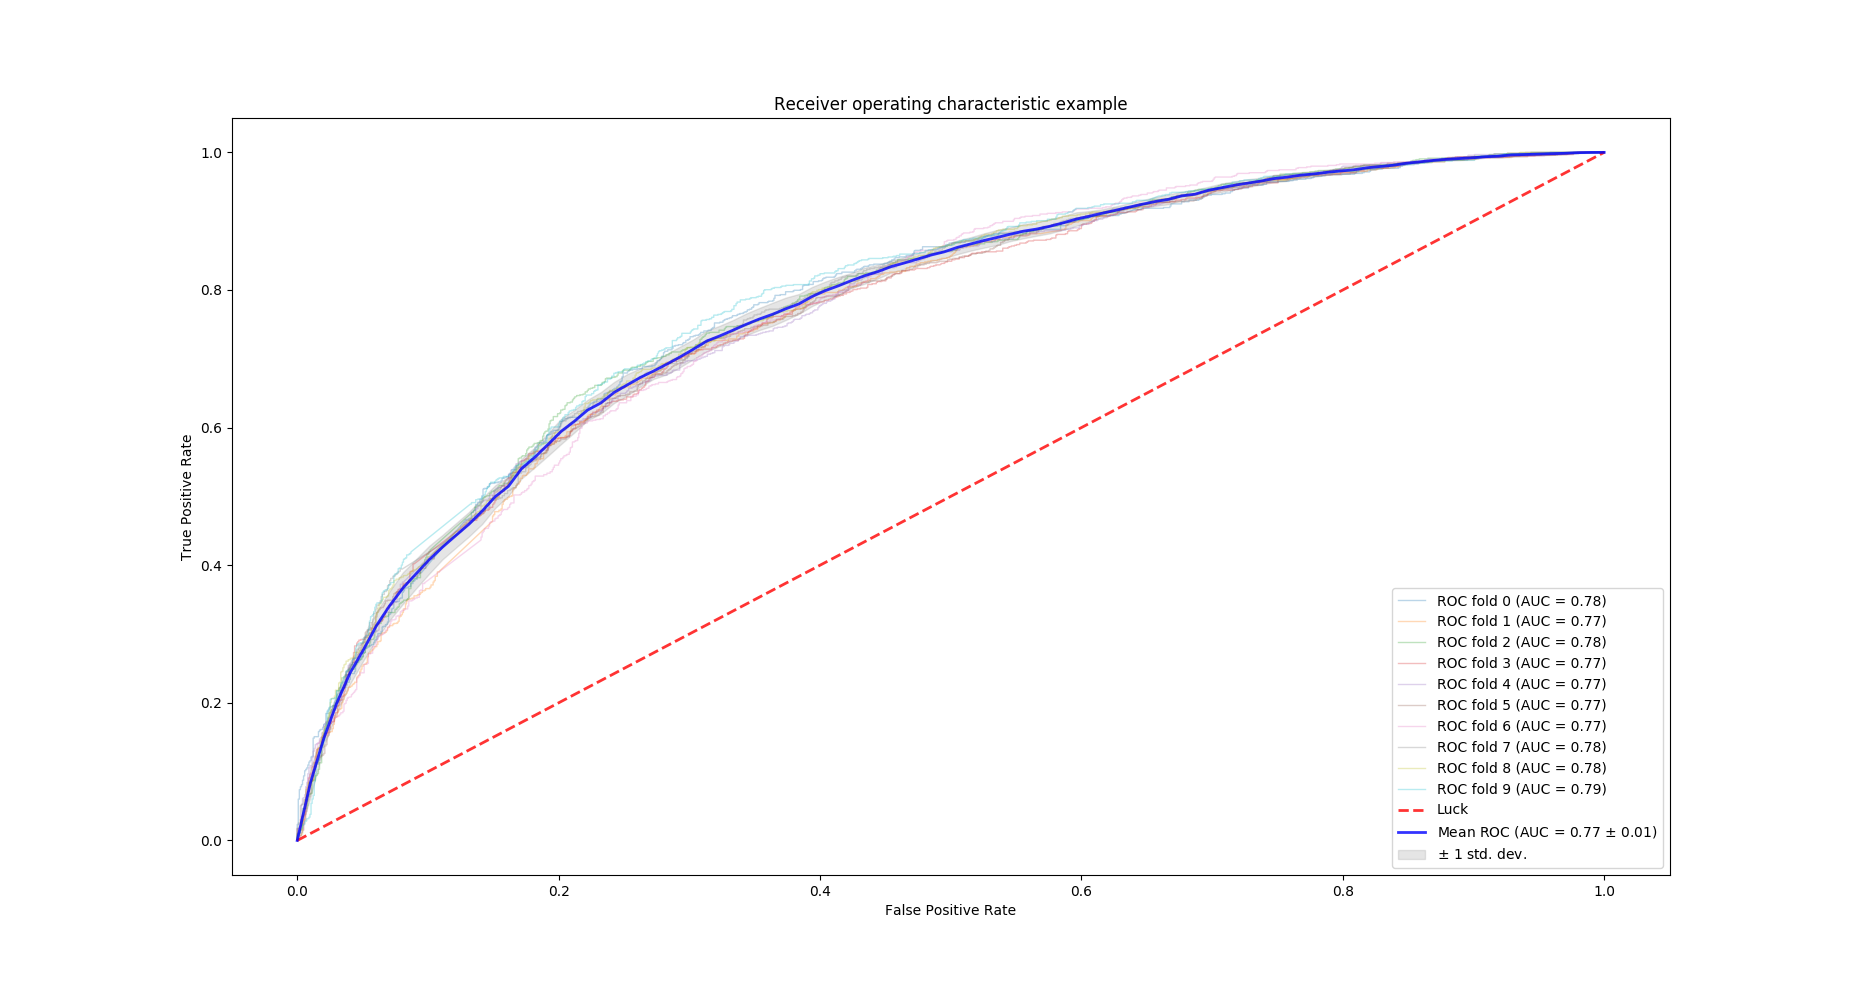 Receiver operating characteristic example
1.0
0.8
0.6
0.4
0.2
0.0
True Positive Rate
0.0 0.2 0.4 0.6 0.8 1.0
False Positive Rate
ROC fold 0 (AUC = 0.78)
ROC fold 1 (AUC = 0.77)
ROC fold 2 (AUC = 0.78)
ROC fold 3 (AUC = 0.77)
ROC fold 4 (AUC = 0.77)
ROC fold 5 (AUC = 0.77)
ROC fold 6 (AUC = 0.77)
ROC fold 7 (AUC = 0.78)
ROC fold 8 (AUC = 0.78)
ROC fold 9 (AUC = 0.79)
Luck
Mean ROC (AUC = 0.77 ± 0.01)
± 1 std. dev.